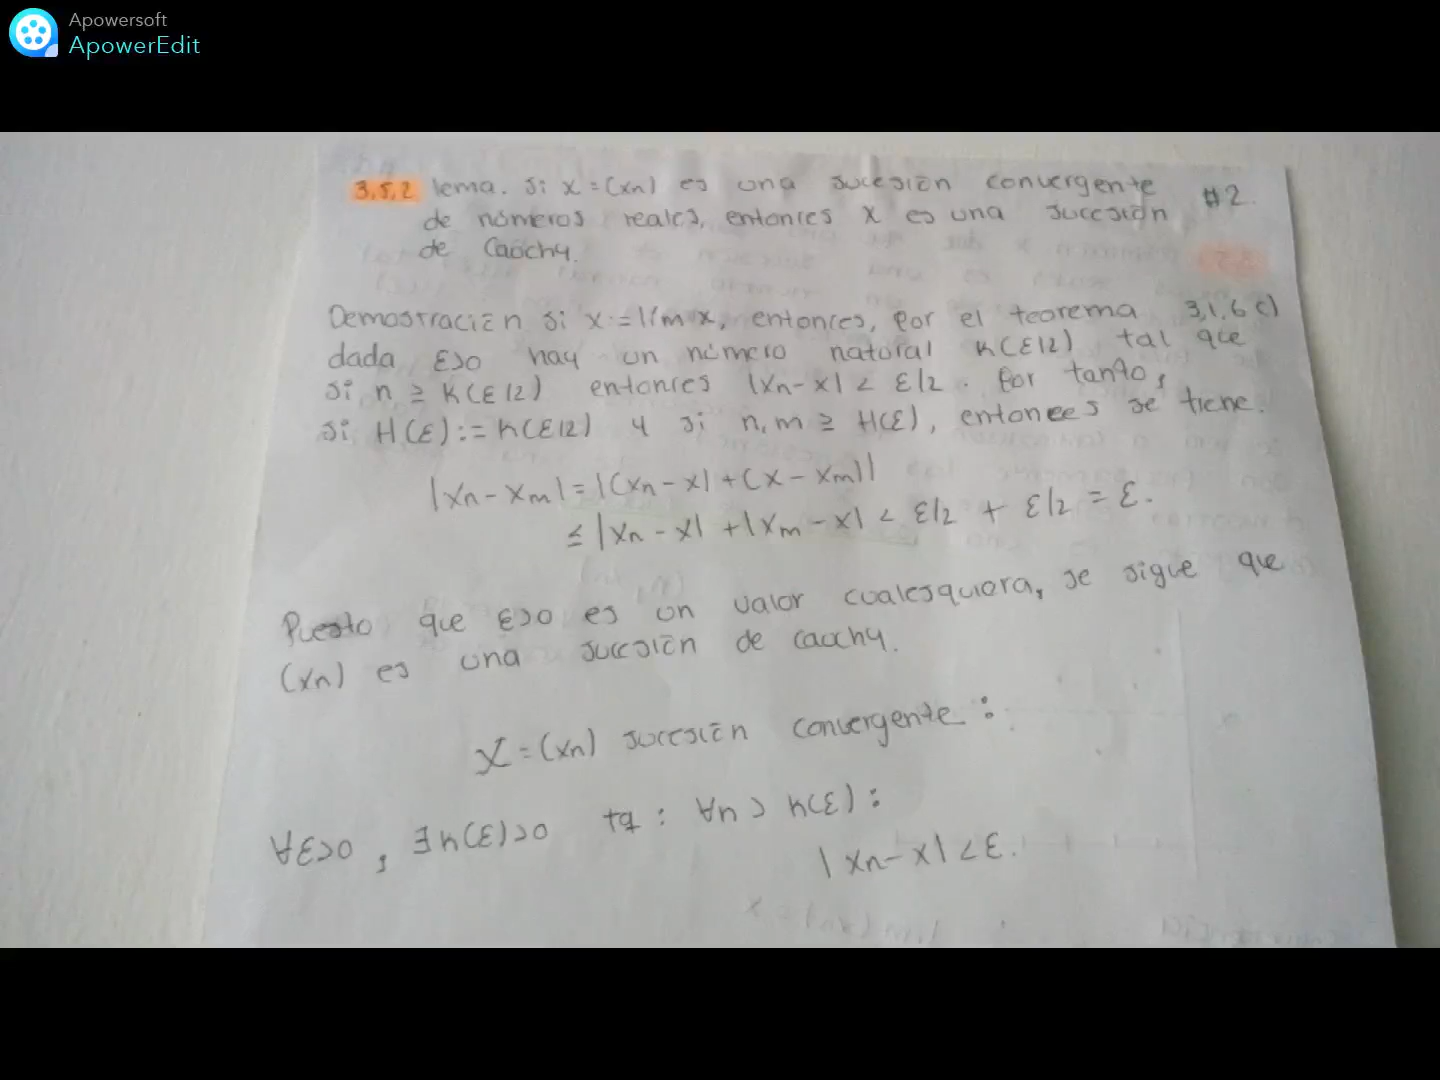 Apowersoft
ApowerEdit
3,5,2 lema. si x = (xn) es una sucesión convergente
de números reales, entonces X es una sucesión #2.
de Caochy.
Demostración si x := lím x, entonces, por el teorema 3,1,6 c)
dada ε>0 hay un número natural K(ε/2) tal que
si n ≥ K(ε/2) entonces |xn - x| < ε/2. Por tanto,
si H(ε) := K(ε/2) y si n, m ≥ H(ε), entonces se tiene.
|xn - xm| = |(xn - x) + (x - xm)|
≤ |xn - x| + |xm - x| < ε/2 + ε/2 = ε.
Puesto que ε>0 es un valor cualesquiera, se sigue que
(xn) es una sucesión de caochy.
X = (xn) sucesión convergente:
∀ε>0, ∃K(ε)>0 tq: ∀n > K(ε):
|xn - x| < ε.